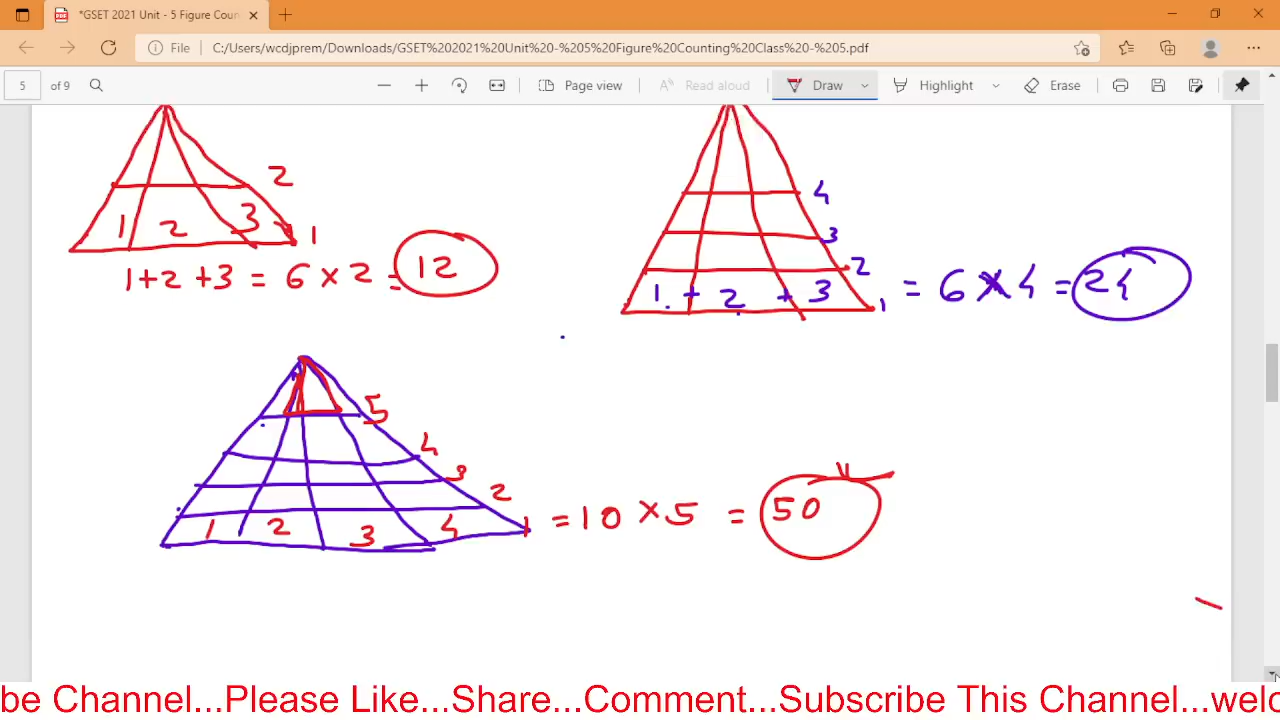 *GSET 2021 Unit - 5 Figure Coun
File C:/Users/wcdjprem/Downloads/GSET%202021%20Unit%20-%205%20Figure%20Counting%20Class%20-%205.pdf
5 of 9 Page view Read aloud Draw Highlight Erase
2
1 2 3 1
1+2+3 = 6×2 = 12
4
3
2
1 + 2 + 3 1 = 6×4 = 24
5
4
3
2
1 2 3 4 1 = 10×5 = 50
be Channel...Please Like...Share...Comment...Subscribe This Channel...welc